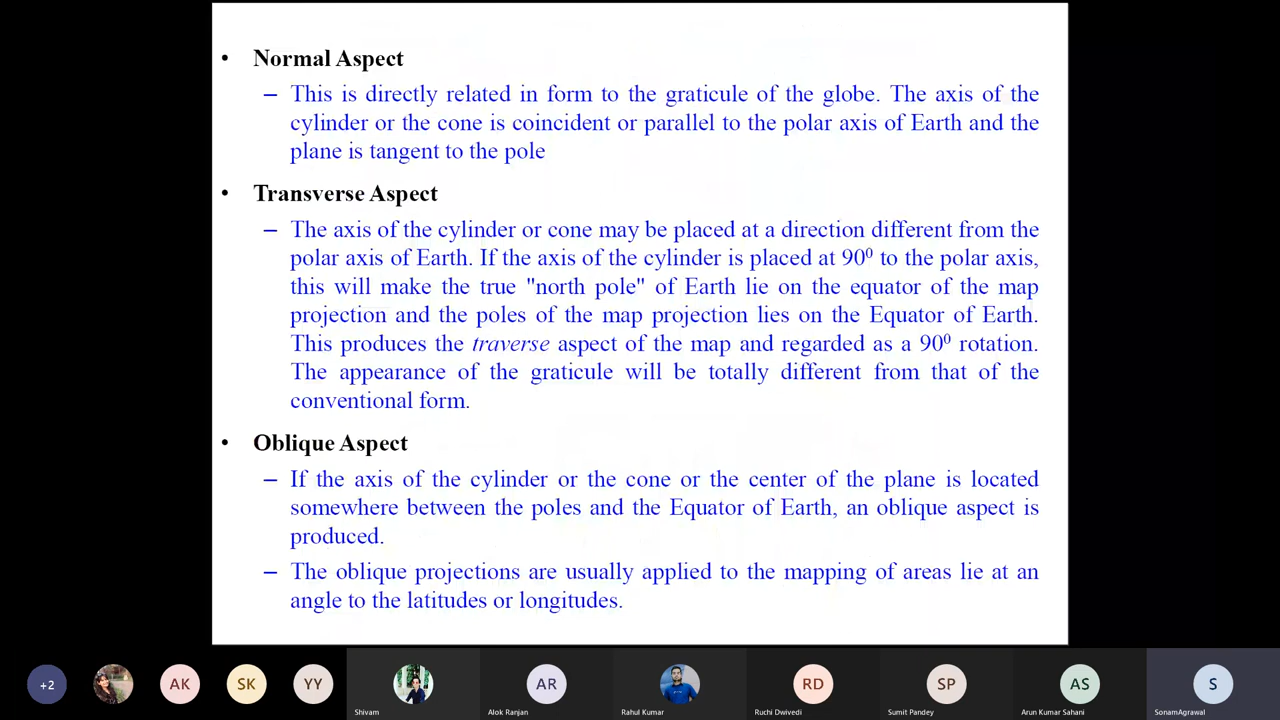 • Normal Aspect
– This is directly related in form to the graticule of the globe. The axis of the
cylinder or the cone is coincident or parallel to the polar axis of Earth and the
plane is tangent to the pole
• Transverse Aspect
– The axis of the cylinder or cone may be placed at a direction different from the
polar axis of Earth. If the axis of the cylinder is placed at 90⁰ to the polar axis,
this will make the true "north pole" of Earth lie on the equator of the map
projection and the poles of the map projection lies on the Equator of Earth.
This produces the traverse aspect of the map and regarded as a 90⁰ rotation.
The appearance of the graticule will be totally different from that of the
conventional form.
• Oblique Aspect
– If the axis of the cylinder or the cone or the center of the plane is located
somewhere between the poles and the Equator of Earth, an oblique aspect is
produced.
– The oblique projections are usually applied to the mapping of areas lie at an
angle to the latitudes or longitudes.
+2 AK SK YY AR RD SP AS S
Shivam Alok Ranjan Rahul Kumar Ruchi Dwivedi Sumit Pandey Arun Kumar Sahani SonamAgrawal